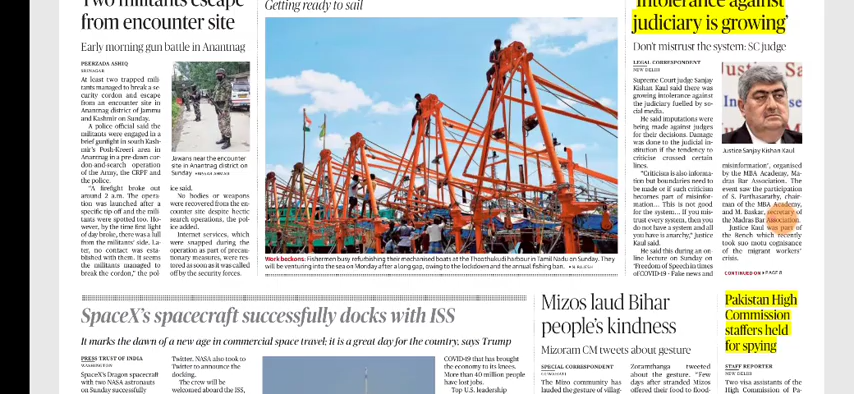 Two militants escape
from encounter site
Early morning gun battle in Anantnag
PEERZADA ASHIQ
SRINAGAR
At least two trapped mili-
tants managed to break a se-
curity cordon and escape
from an encounter site in
Anantnag district of Jammu
and Kashmir on Sunday.
A police official said the
militants were engaged in a
brief gunfight in south Kash-
mir's Posh-Kreeri area in
Anantnag in a pre-dawn cor-
don-and-search operation
of the Army, the CRPF and
the police.
"A firefight broke out
around 2 a.m. The opera-
tion was launched after a
specific tip off and the mili-
tants were spotted too. Ho-
wever, by the time first light
of day broke, there was a lull
from the militants' side. La-
ter, no contact was estab-
lished with them. It seems
the militants managed to
break the cordon," the pol-
Jawans near the encounter
site in Anantnag district on
Sunday
ice said.
No bodies or weapons
were recovered from the en-
counter site despite hectic
search operations, the pol-
ice added.
Internet services, which
were snapped during the
operation as part of precau-
tionary measures, were res-
tored as soon as it was called
off by the security forces.
Getting ready to sail
Work beckons: Fishermen busy refurbishing their mechanised boats at the Thoothukudi harbour in Tamil Nadu on Sunday. They
will be venturing into the sea on Monday after a long gap, owing to the lockdown and the annual fishing ban.
'Intolerance against
judiciary is growing'
Don't mistrust the system: SC judge
LEGAL CORRESPONDENT
NEW DELHI
Supreme Court judge Sanjay
Kishan Kaul said there was
growing intolerance against
the judiciary fuelled by so-
cial media.
He said imputations were
being made against judges
for their decisions. Damage
was done to the judicial in-
stitution if the tendency to
criticise crossed certain
lines.
"Criticism is also informa-
tion but boundaries need to
be made or if such criticism
becomes part of misinfor-
mation... This is not good
for the system... If you mis-
trust every system, then you
do not have a system and all
you have is anarchy," Justice
Kaul said.
He said this during an on-
line lecture on Sunday on
'Freedom of Speech in times
of COVID-19 - Fake news and
Justice Sanjay Kishan Kaul
misinformation', organised
by the MBA Academy, Ma-
dras Bar Association. The
event saw the participation
of S. Parthasarathy, chair-
man of the MBA Academy,
and M. Baskar, secretary of
the Madras Bar Association.
Justice Kaul was part of
the Bench which recently
took suo motu cognisance
of the migrant workers'
crisis.
CONTINUED ON ▸ PAGE 8
SpaceX's spacecraft successfully docks with ISS
It marks the dawn of a new age in commercial space travel; it is a great day for the country, says Trump
PRESS TRUST OF INDIA
WASHINGTON
SpaceX's Dragon spacecraft
with two NASA astronauts
on Sunday successfully
Twitter. NASA also took to
Twitter to announce the
docking.
The crew will be
welcomed aboard the ISS,
COVID-19 that has brought
the economy to its knees.
More than 40 million people
have lost jobs.
Top U.S. leadership
Mizos laud Bihar
people's kindness
Mizoram CM tweets about gesture
SPECIAL CORRESPONDENT
GUWAHATI
The Mizo community has
lauded the gesture of villag-
Zoramthanga tweeted
about the gesture. "Few
days after stranded Mizos
offered their food to flood-
Pakistan High
Commission
staffers held
for spying
STAFF REPORTER
NEW DELHI
Two visa assistants of the
High Commission of Pa-